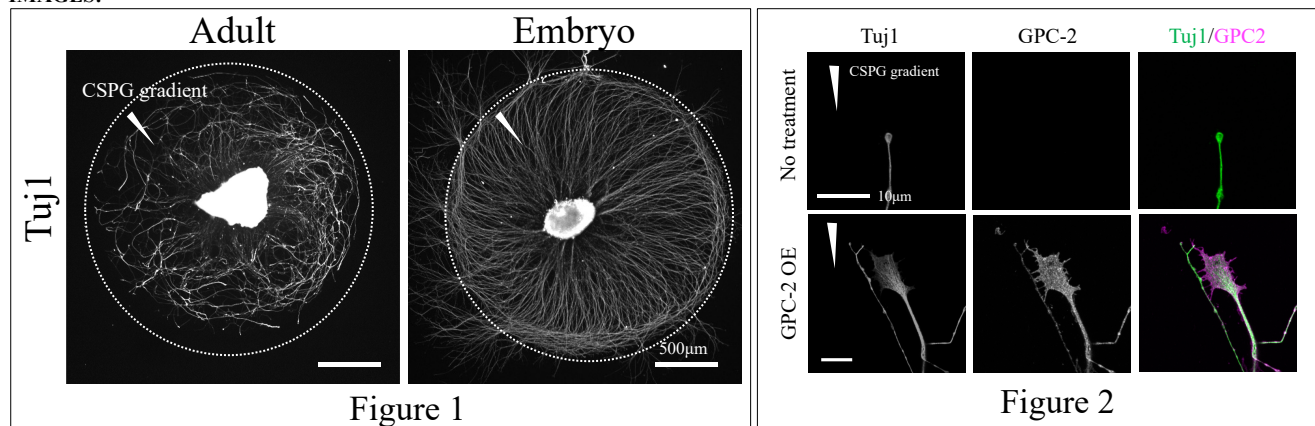 IMAGES:
Adult
Embryo
CSPG gradient
Tuj1
500μm
Figure 1
Tuj1
GPC-2
Tuj1/GPC2
No treatment
CSPG gradient
10μm
GPC-2 OE
Figure 2